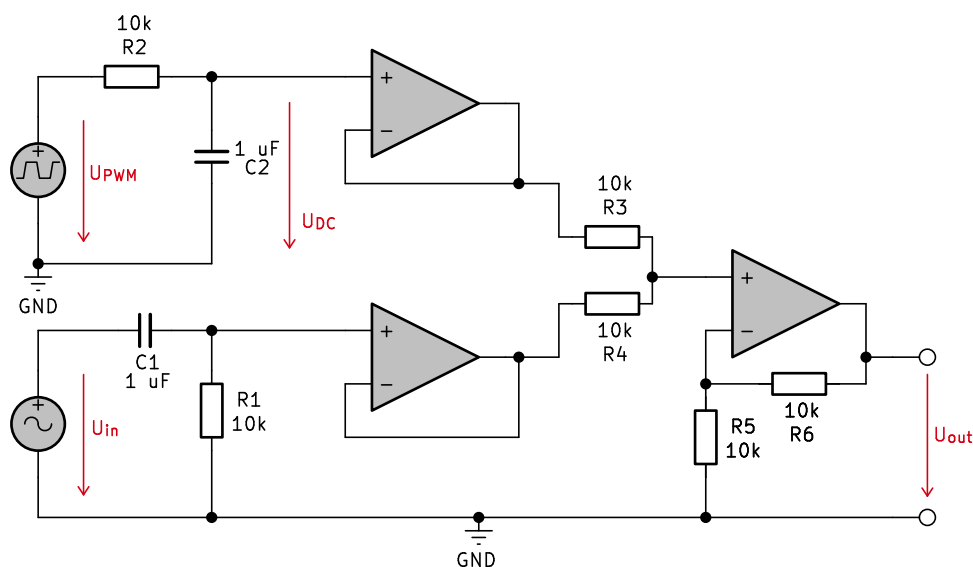 10k
R2
+
−
+
UPWM
1 uF
C2
UDC
10k
R3
GND
+
−
10k
R4
C1
1 uF
+
−
+
Uin
R1
10k
R5
10k
10k
R6
Uout
GND